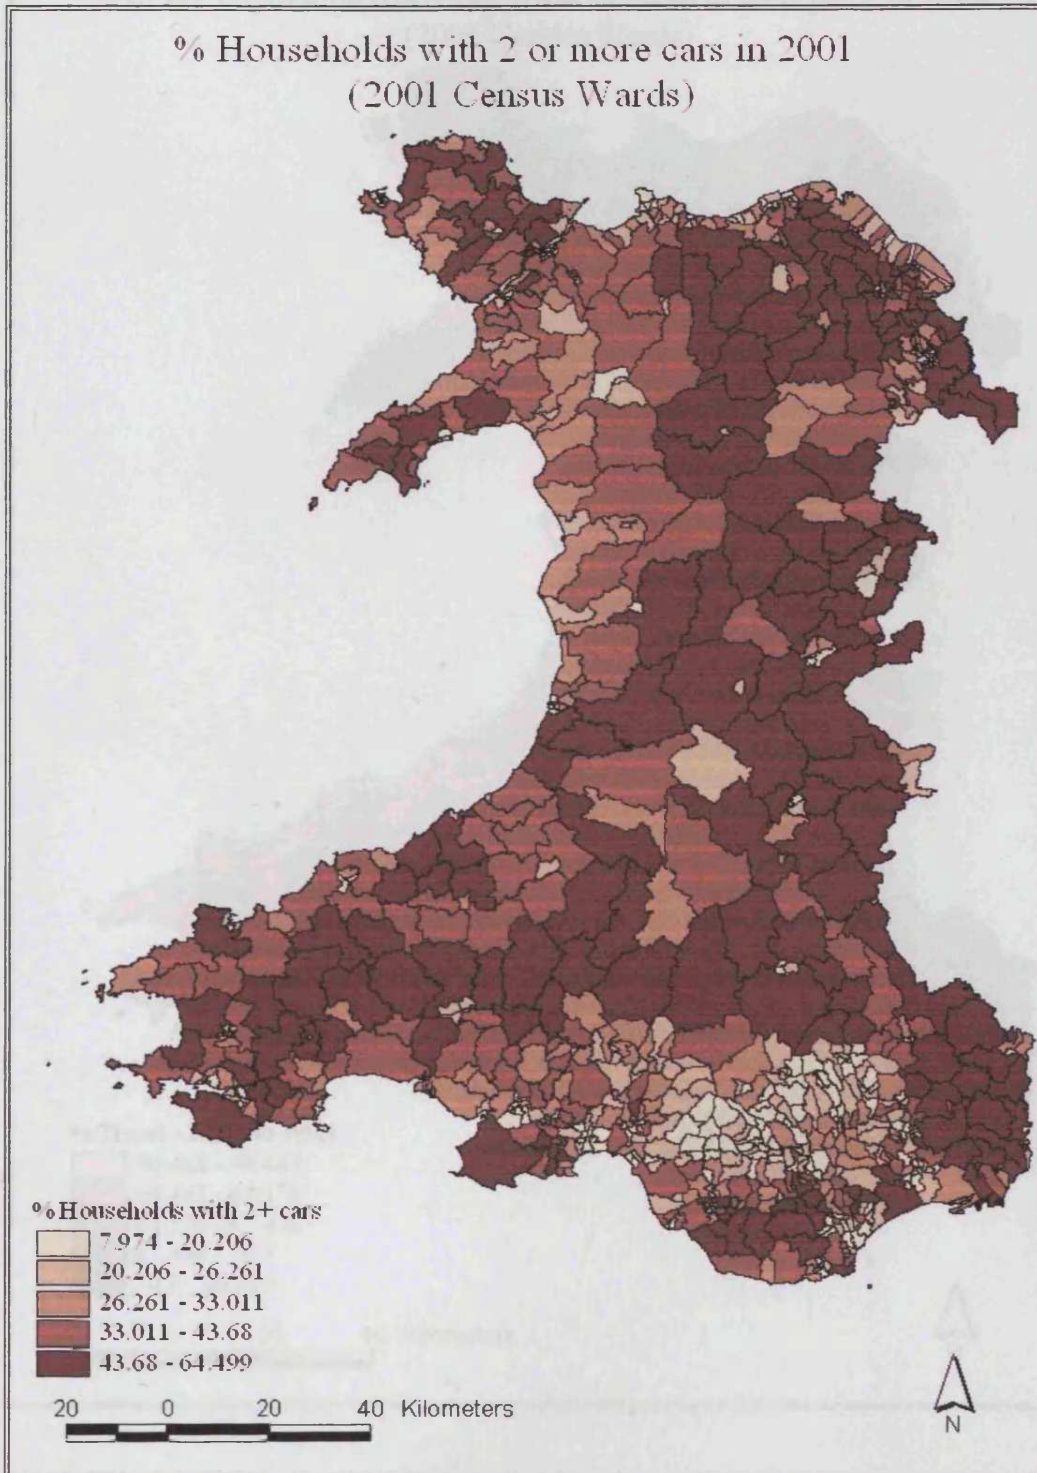 % Households with 2 or more cars in 2001
(2001 Census Wards)
% Households with 2+ cars
7.974 - 20.206
20.206 - 26.261
26.261 - 33.011
33.011 - 43.68
43.68 - 64.499
20 0 20 40 Kilometers
N